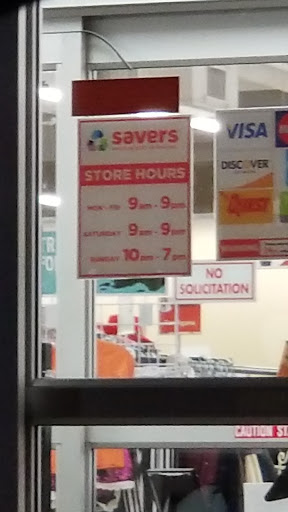 savers
STORE HOURS
MON - FRI 9am - 9pm
SATURDAY 9am - 9pm
SUNDAY 10am - 7pm
VISA
DISCOVER
NO
SOLICITATION
CAUTION